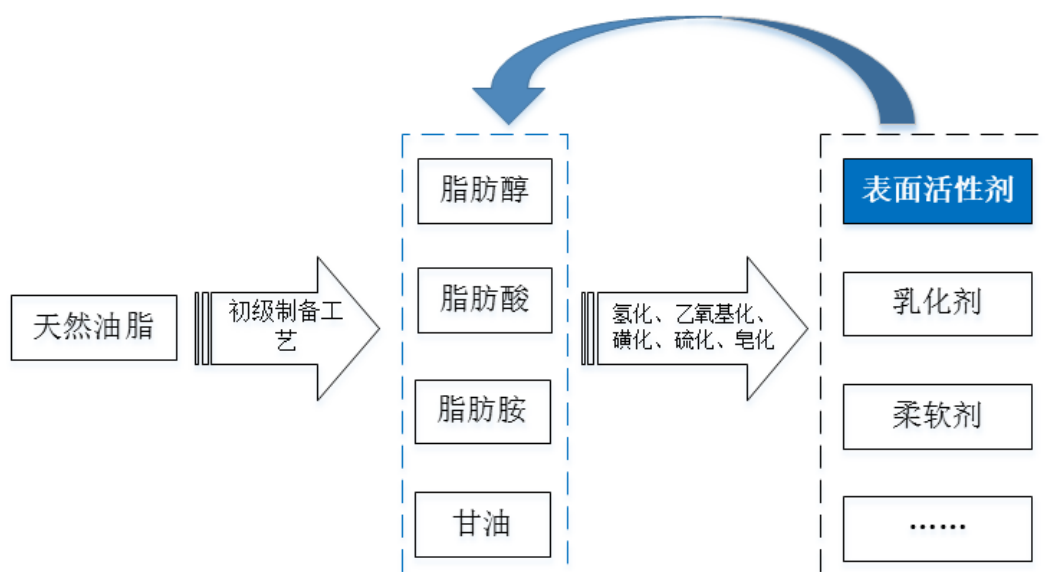 脂肪醇
表面活性剂
天然油脂
初级制备工
艺
脂肪酸
氢化、乙氧基化、
磺化、硫化、皂化
乳化剂
脂肪胺
柔软剂
甘油
……